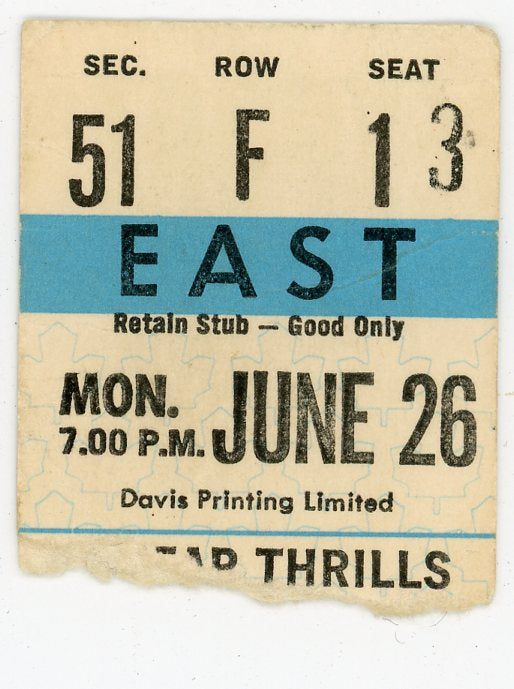 SEC. ROW SEAT
51 F 13
EAST
Retain Stub — Good Only
MON.
7.00 P.M. JUNE 26
Davis Printing Limited
THRILLS